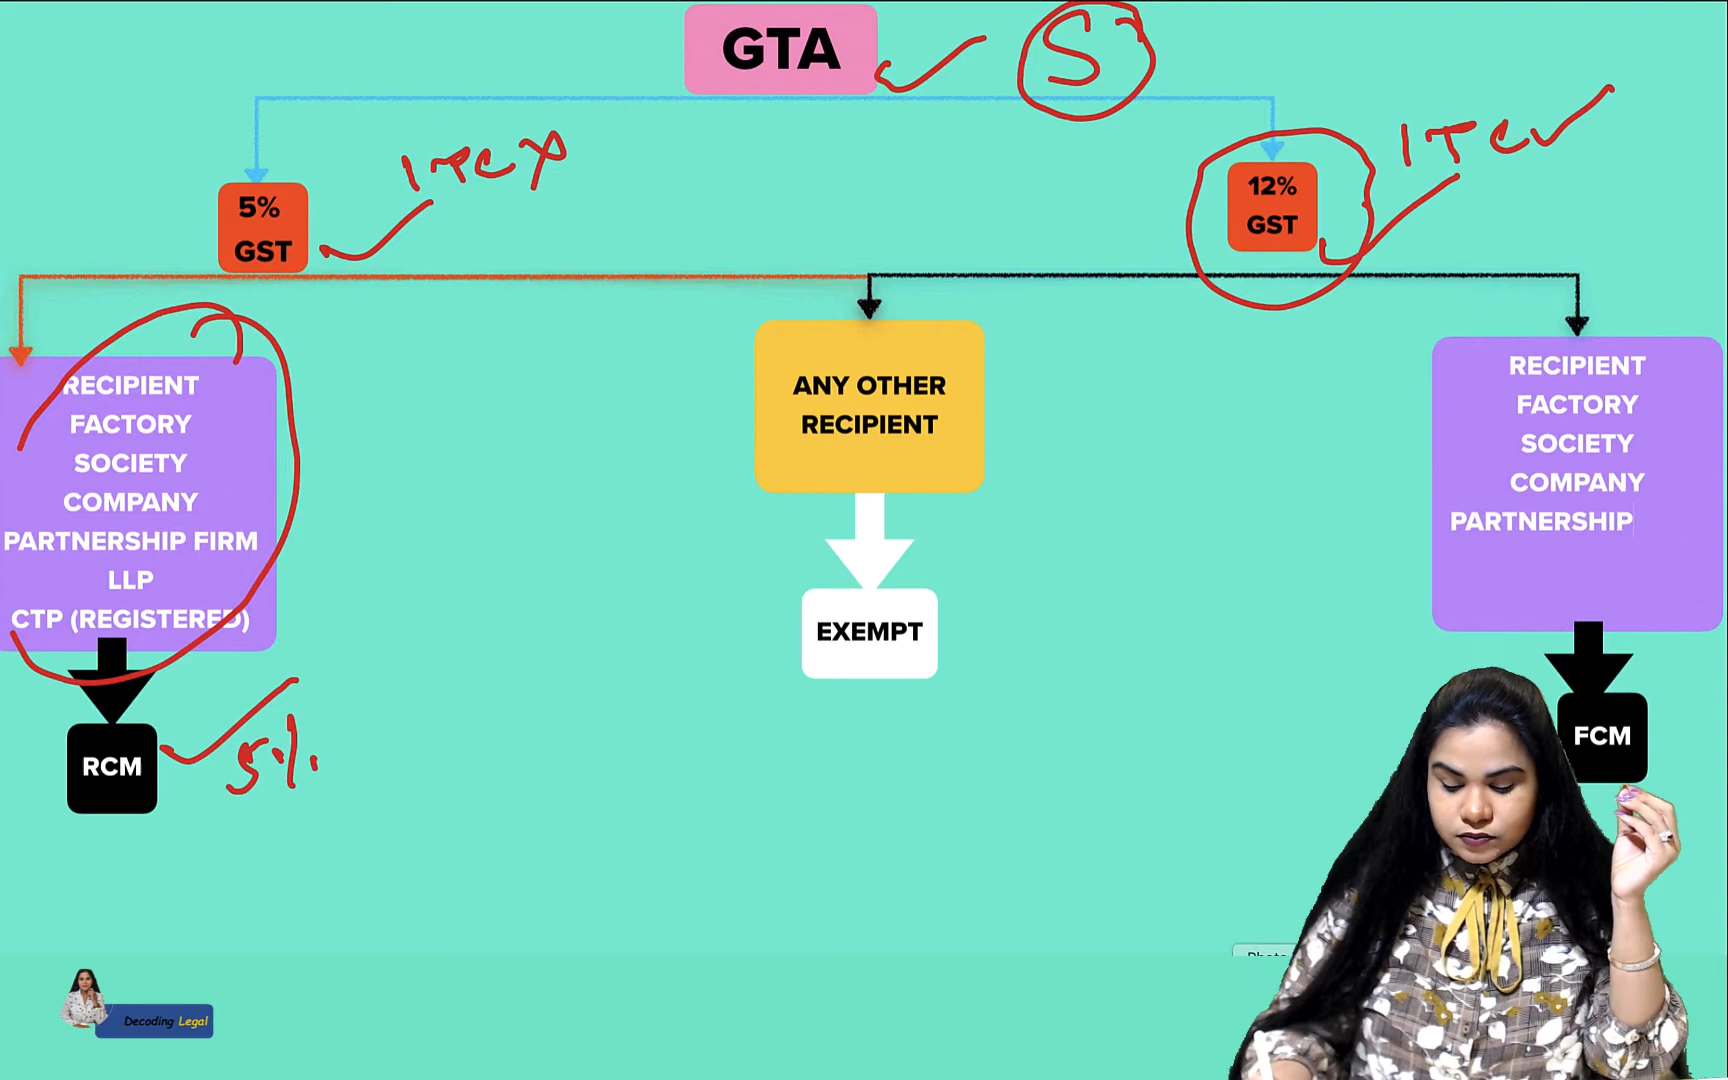 GTA
S
ITC X
ITC
5%
GST
12%
GST
RECIPIENT
FACTORY
SOCIETY
COMPANY
PARTNERSHIP FIRM
LLP
CTP (REGISTERED)
ANY OTHER
RECIPIENT
RECIPIENT
FACTORY
SOCIETY
COMPANY
PARTNERSHIP
EXEMPT
RCM
5%
FCM
Decoding Legal